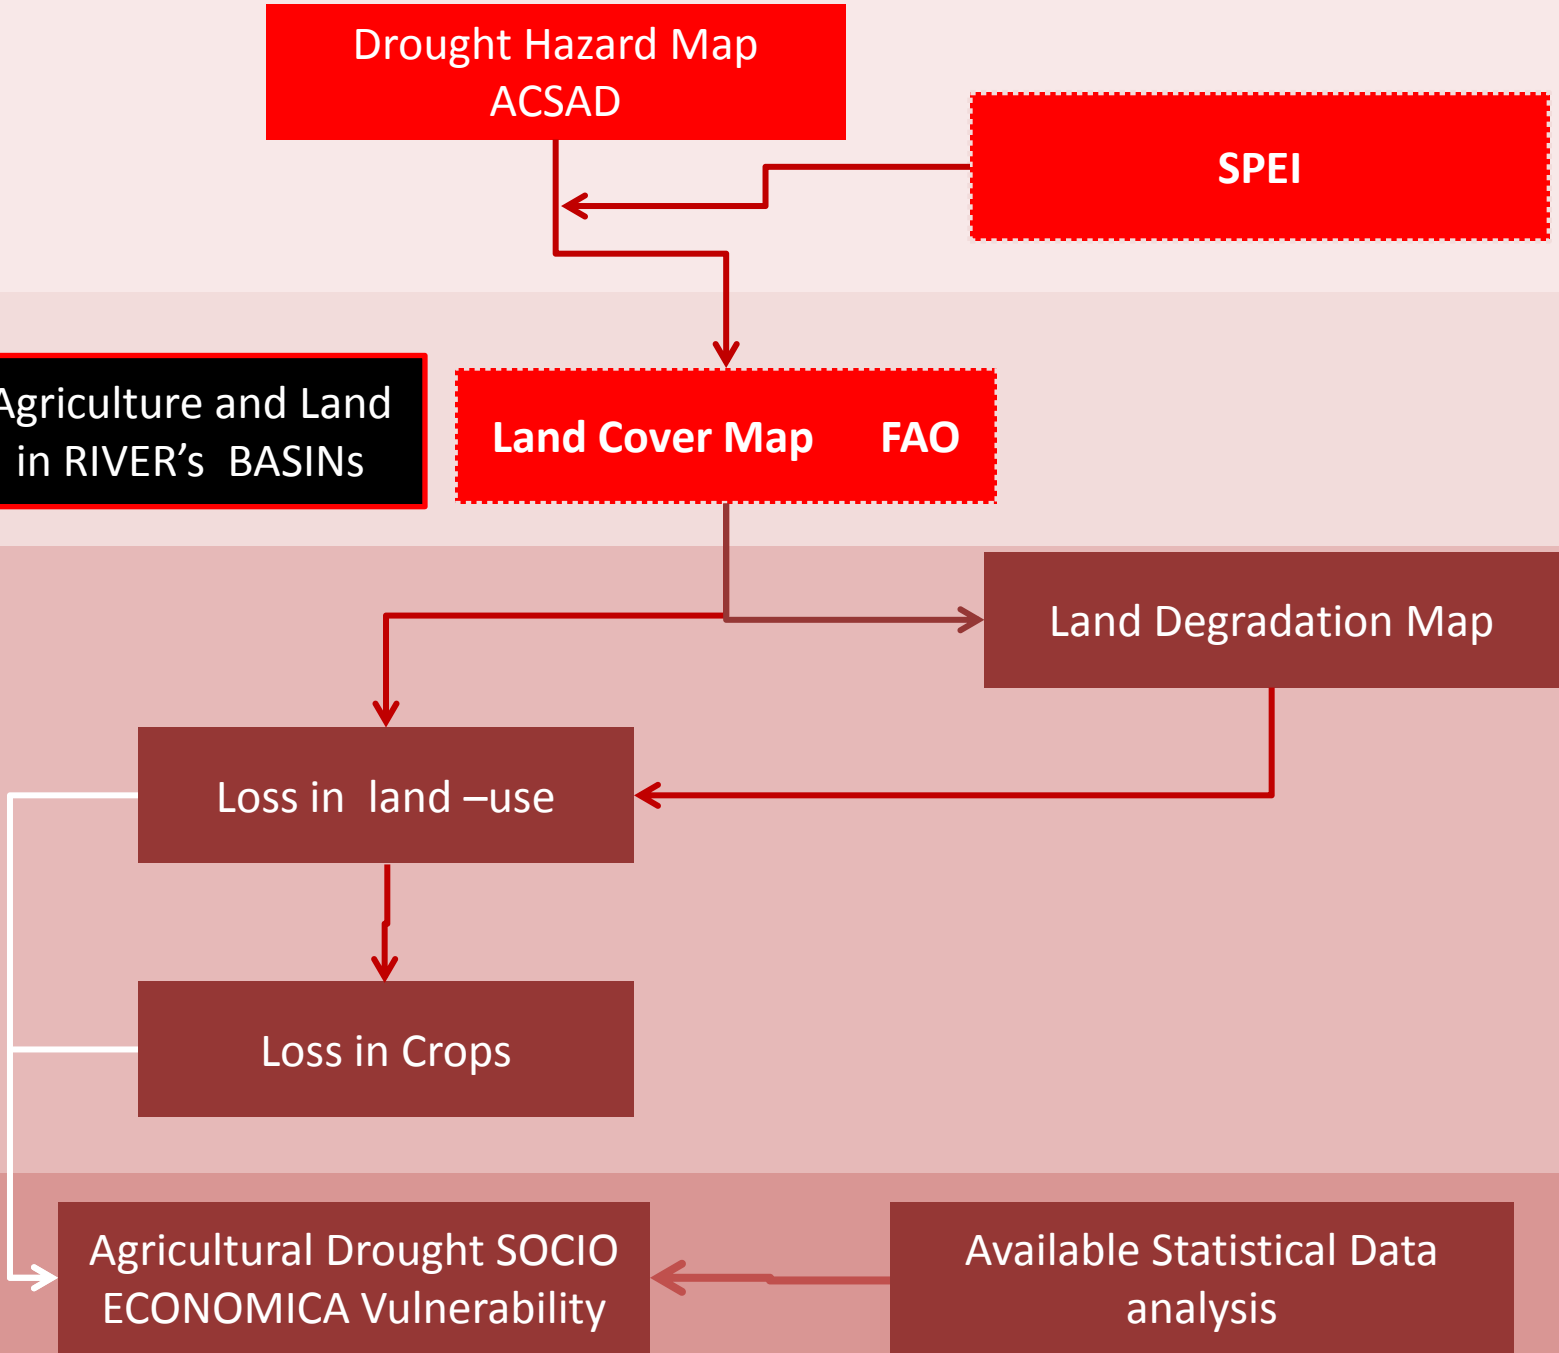 Drought Hazard Map
ACSAD
SPEI
Agriculture and Land
in RIVER’s BASINs
Land Cover Map FAO
Land Degradation Map
Loss in land –use
Loss in Crops
Agricultural Drought SOCIO
ECONOMICA Vulnerability
Available Statistical Data
analysis